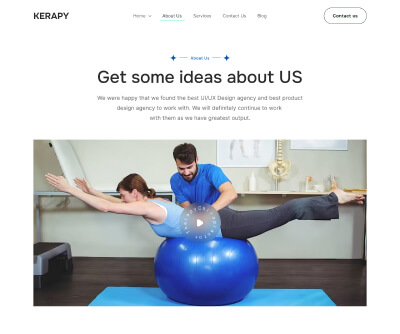 KERAPY
Home
About Us
Services
Contact Us
Blog
Contact us
About Us
Get some ideas about US
We were happy that we found the best UI/UX Design agency and best product
design agency to work with. We will definitely continue to work
with them as we have greatest output.